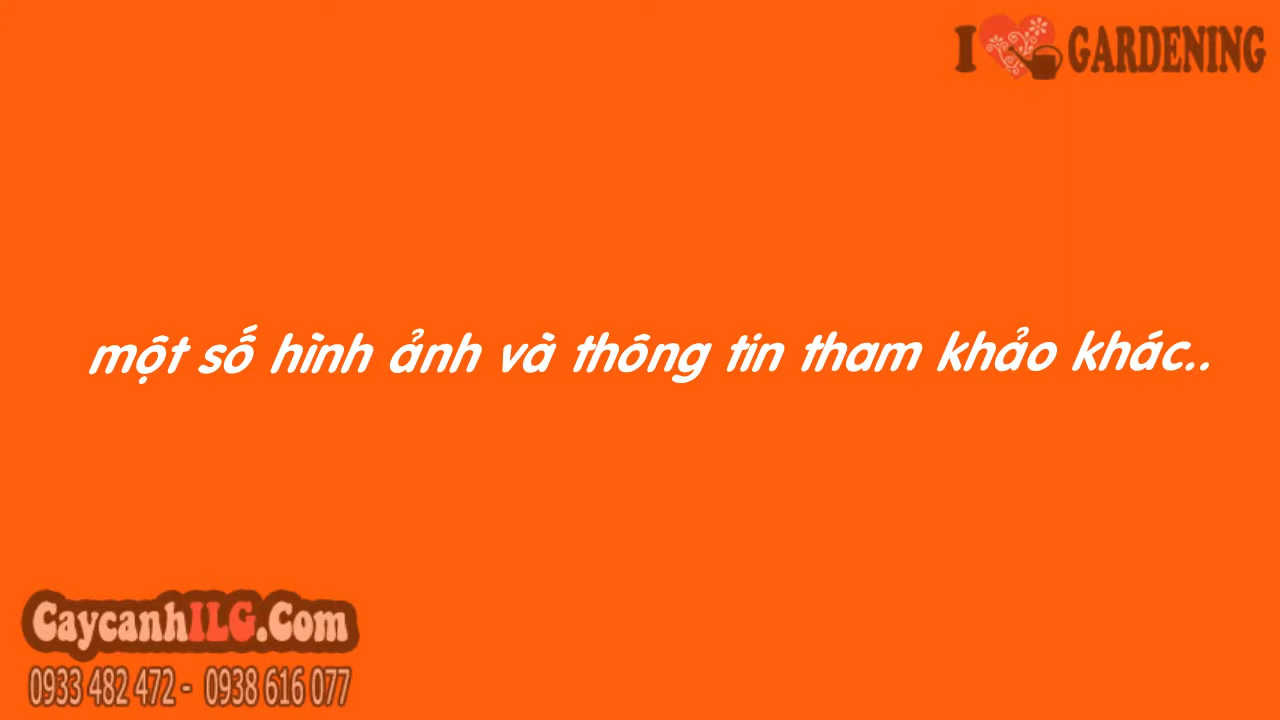 I GARDENING
một số hình ảnh và thông tin tham khảo khác..
CaycanhILG.Com
0933 482 472 - 0938 616 077